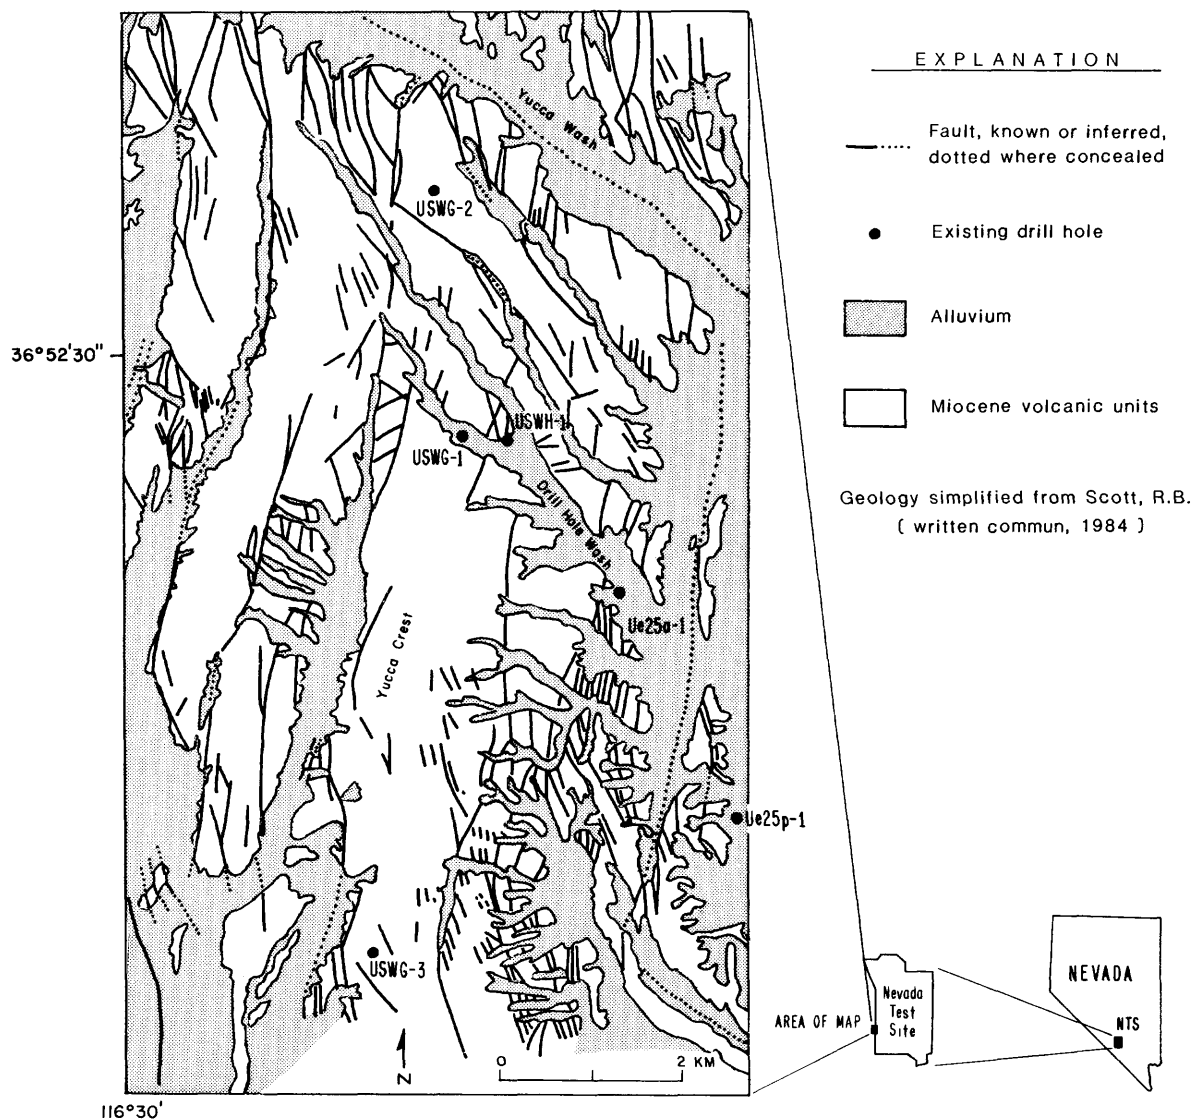 EXPLANATION
Fault, known or inferred,
dotted where concealed
Existing drill hole
Alluvium
Miocene volcanic units
Geology simplified from Scott, R.B.
( written commun, 1984 )
Yucca Wash
USWG-2
36°52'30"
USWH-1
USWG-1
Drill Hole Wash
Ue25a-1
Yucca Crest
Ue25p-1
USWG-3
N
0 2 KM
116°30'
AREA OF MAP
Nevada
Test
Site
NEVADA
NTS